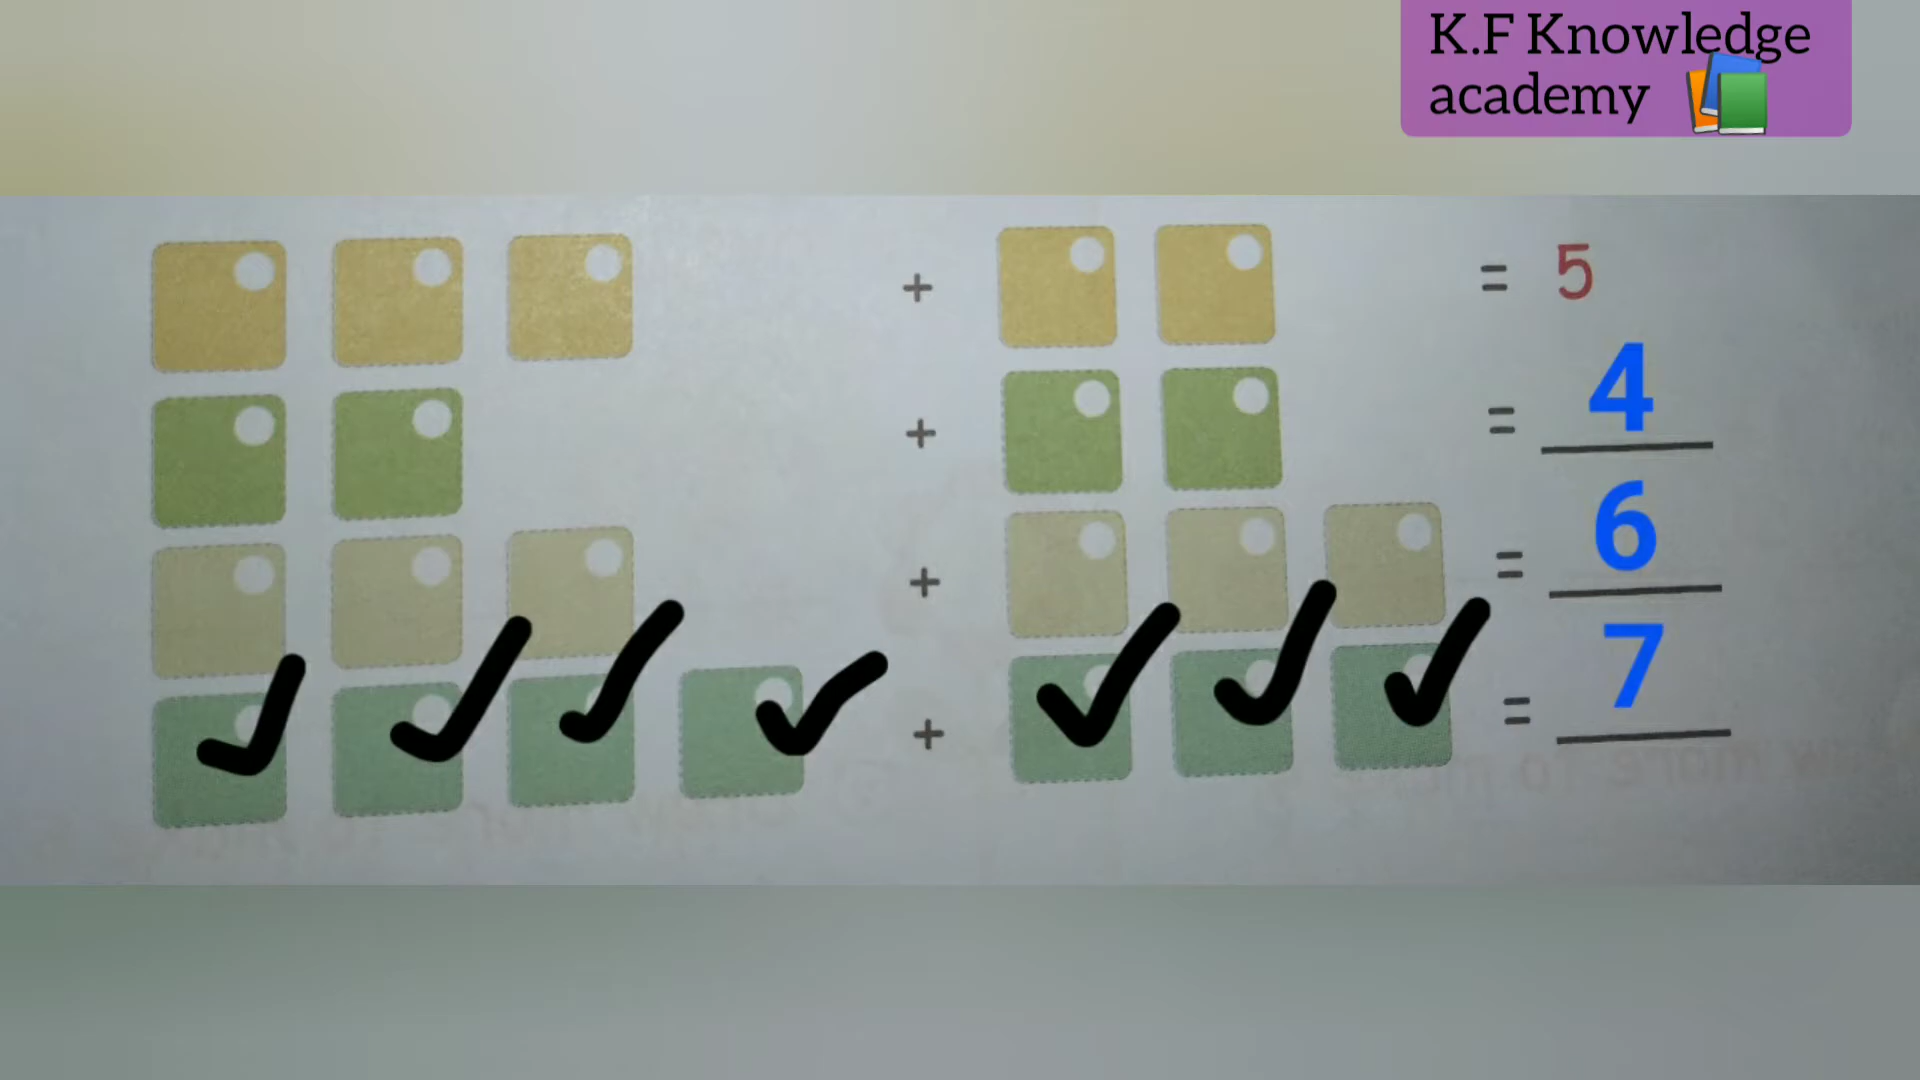 K.F Knowledge
academy
+ = 5
+ = 4
+ = 6
+ = 7